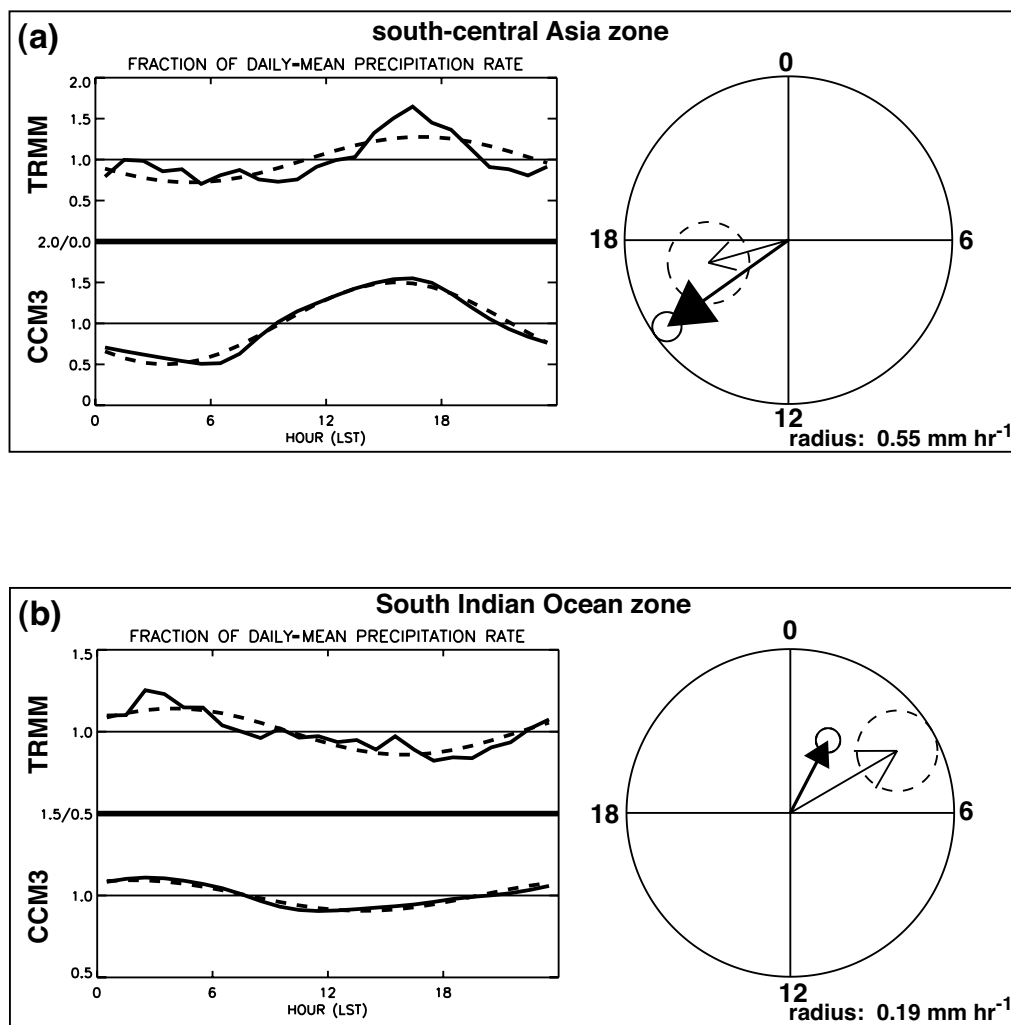 (a)
south-central Asia zone
FRACTION OF DAILY-MEAN PRECIPITATION RATE
TRMM
2.0
1.5
1.0
0.5
2.0/0.0
CCM3
1.5
1.0
0.5
0
0 6 12 18
HOUR (LST)
0
18 6
12
radius: 0.55 mm hr-1
(b)
South Indian Ocean zone
FRACTION OF DAILY-MEAN PRECIPITATION RATE
TRMM
1.5
1.0
1.5/0.5
CCM3
1.0
0.5
0 6 12 18
HOUR (LST)
0
18 6
12
radius: 0.19 mm hr-1